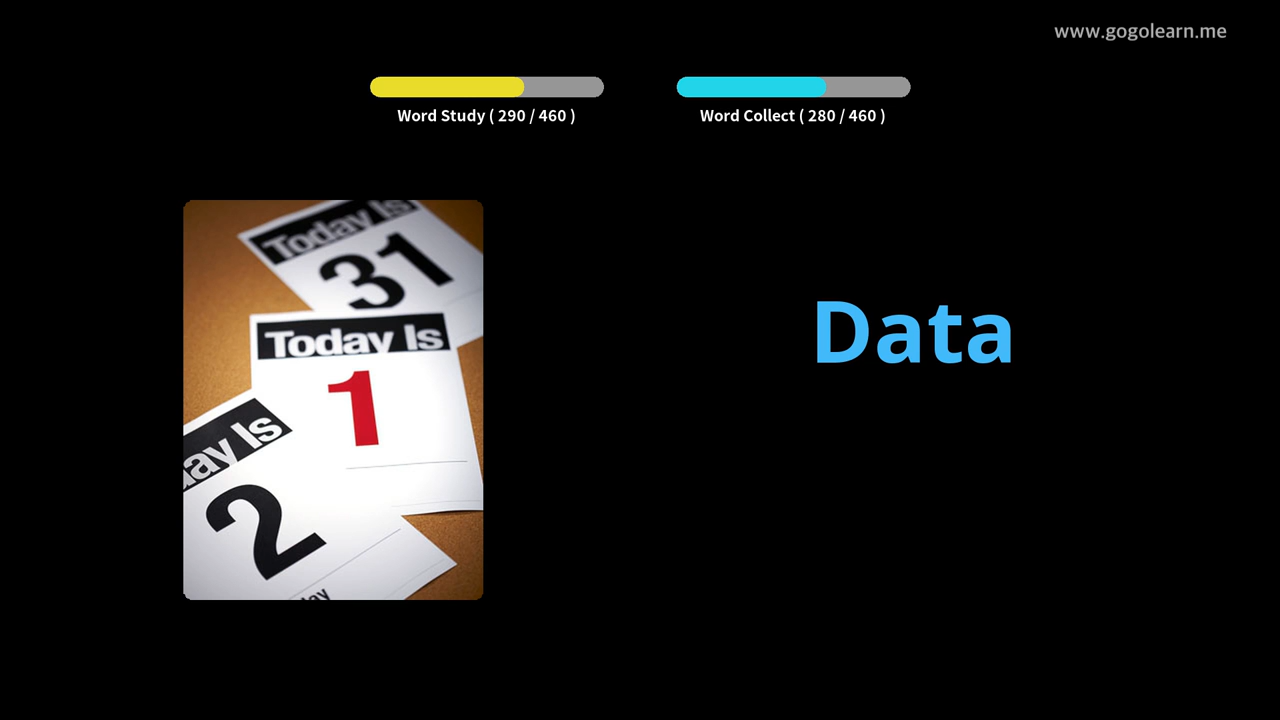 www.gogolearn.me
Word Study ( 290 / 460 )
Word Collect ( 280 / 460 )
Today Is
31
Today Is
1
ay Is
2
ay
Data